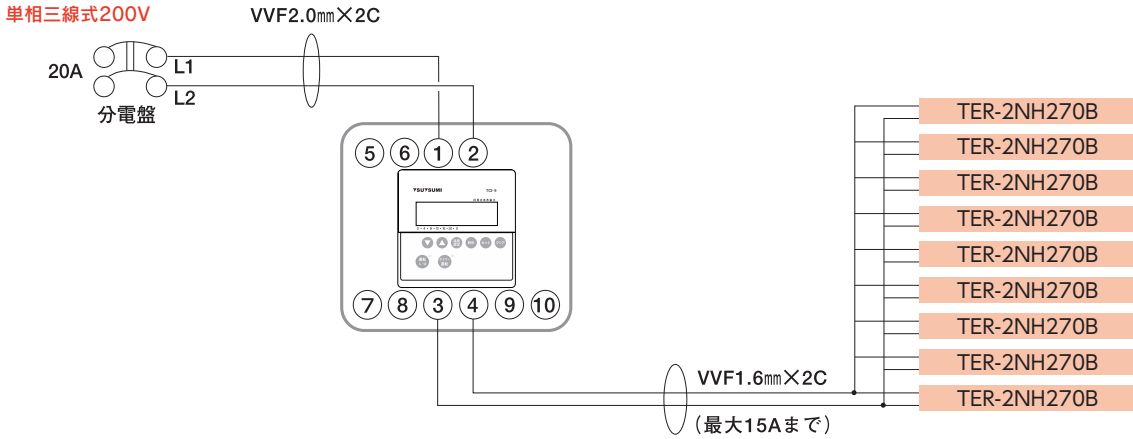 単相三線式200V
VVF2.0㎜×2C
20A
L1
L2
分電盤
⑤ ⑥ ① ②
TSUTSUMI
⑦ ⑧ ③ ④ ⑨ ⑩
VVF1.6㎜×2C
(最大15Aまで)
TER-2NH270B
TER-2NH270B
TER-2NH270B
TER-2NH270B
TER-2NH270B
TER-2NH270B
TER-2NH270B
TER-2NH270B
TER-2NH270B